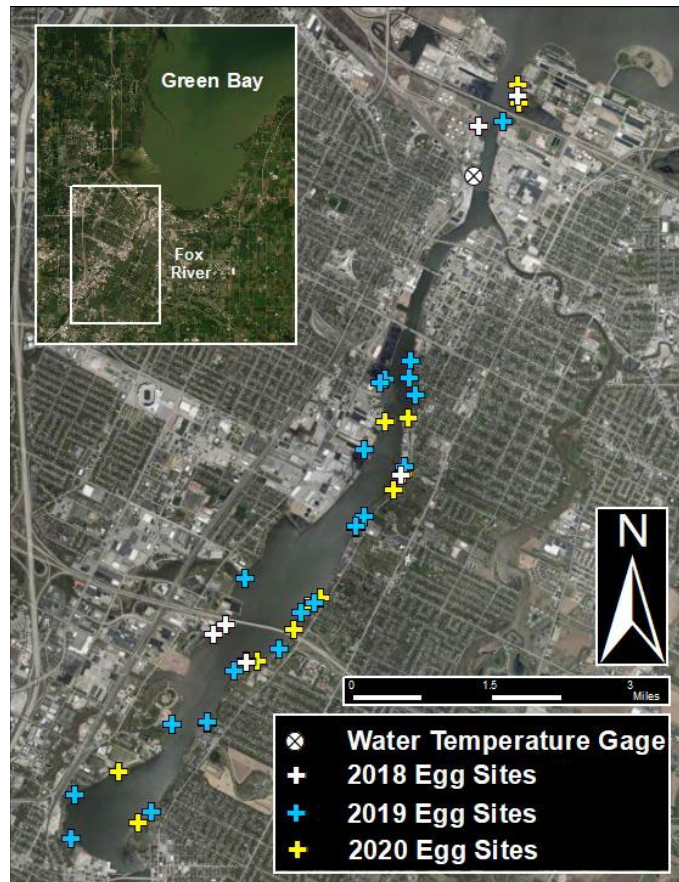 Green Bay
Fox
River
N
0 1.5 3
Miles
Water Temperature Gage
2018 Egg Sites
2019 Egg Sites
2020 Egg Sites